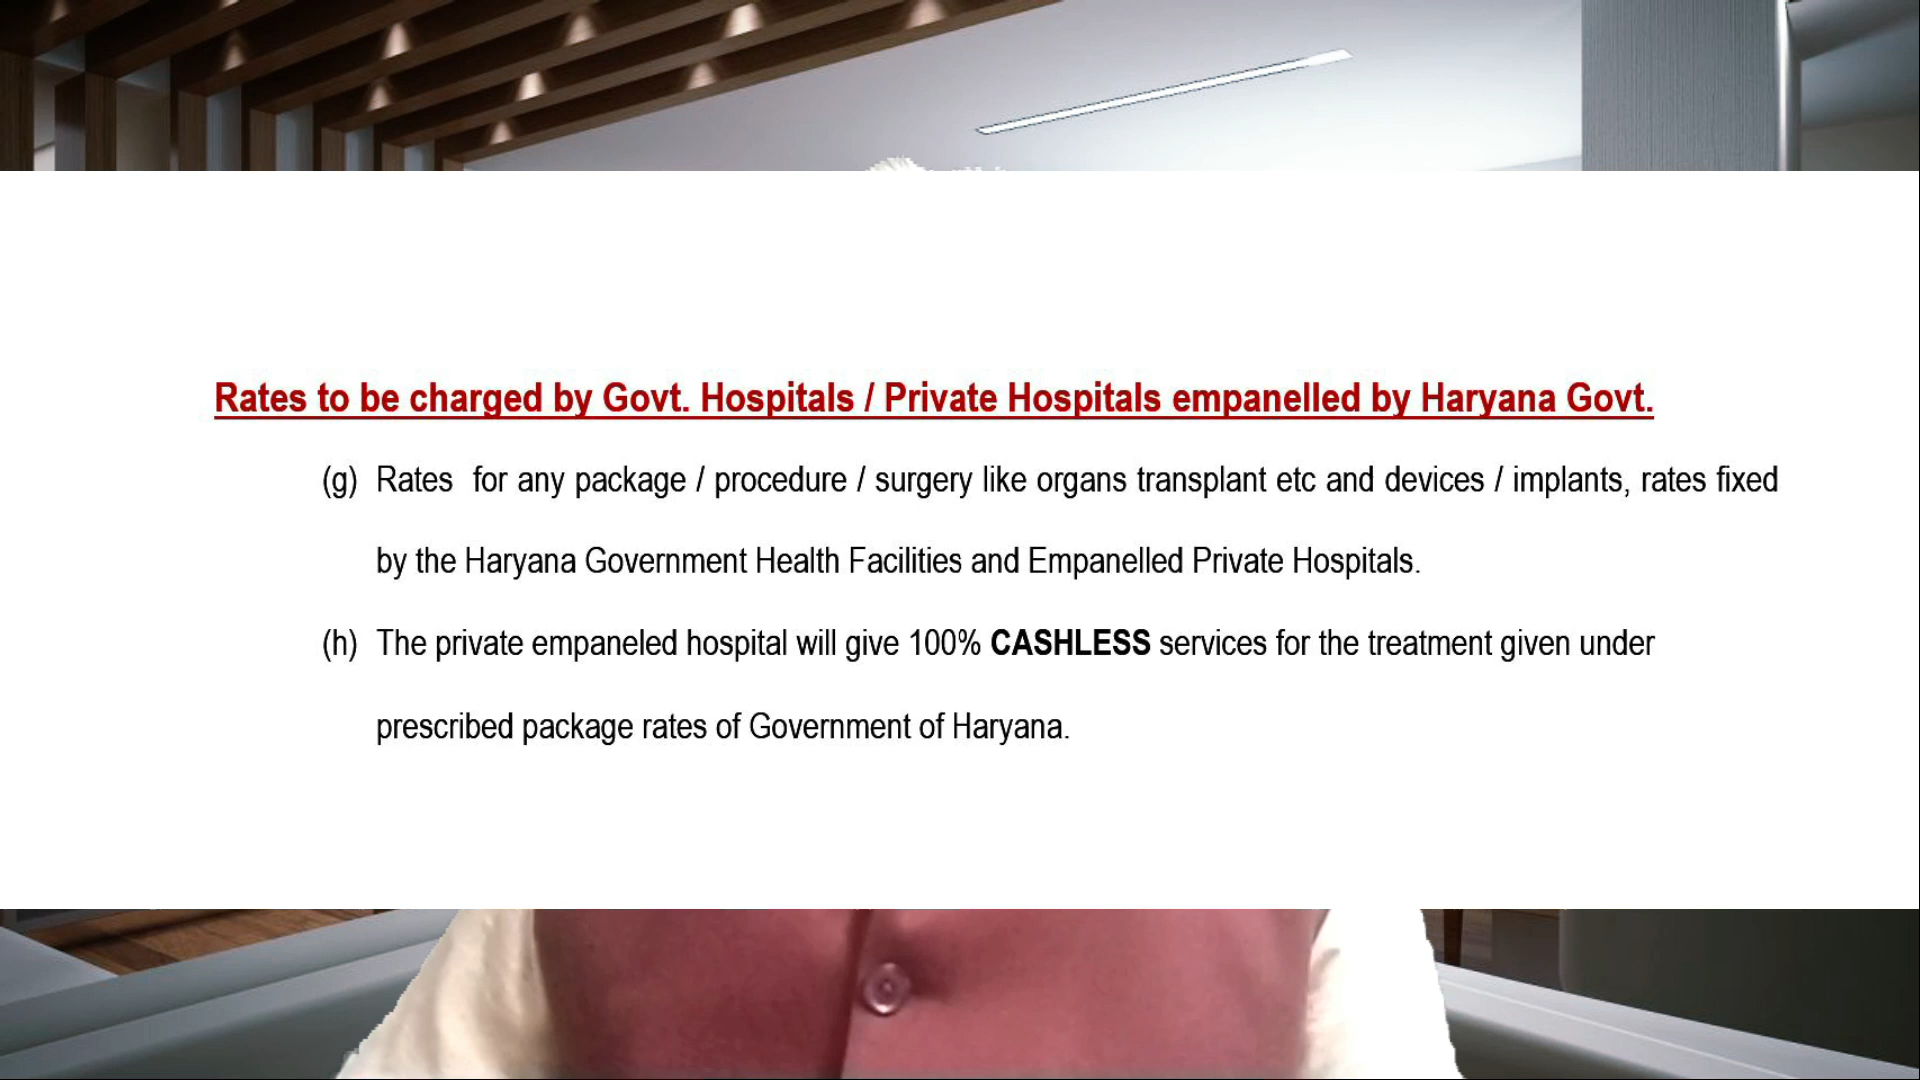 Rates to be charged by Govt. Hospitals / Private Hospitals empanelled by Haryana Govt.
(g) Rates for any package / procedure / surgery like organs transplant etc and devices / implants, rates fixed
by the Haryana Government Health Facilities and Empanelled Private Hospitals.
(h) The private empaneled hospital will give 100% CASHLESS services for the treatment given under
prescribed package rates of Government of Haryana.